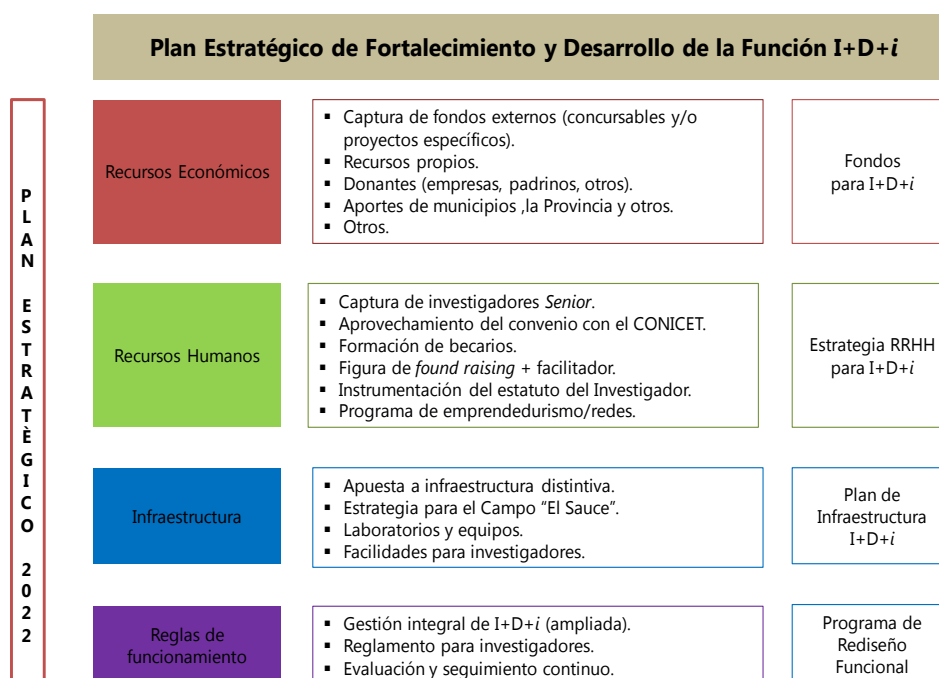 Plan Estratégico de Fortalecimiento y Desarrollo de la Función I+D+i
PLAN ESTRATÈGICO 2022
Recursos Económicos
▪ Captura de fondos externos (concursables y/o
proyectos específicos).
▪ Recursos propios.
▪ Donantes (empresas, padrinos, otros).
▪ Aportes de municipios ,la Provincia y otros.
▪ Otros.
Fondos
para I+D+i
Recursos Humanos
▪ Captura de investigadores Senior.
▪ Aprovechamiento del convenio con el CONICET.
▪ Formación de becarios.
▪ Figura de found raising + facilitador.
▪ Instrumentación del estatuto del Investigador.
▪ Programa de emprendedurismo/redes.
Estrategia RRHH
para I+D+i
Infraestructura
▪ Apuesta a infraestructura distintiva.
▪ Estrategia para el Campo "El Sauce".
▪ Laboratorios y equipos.
▪ Facilidades para investigadores.
Plan de
Infraestructura
I+D+i
Reglas de
funcionamiento
▪ Gestión integral de I+D+i (ampliada).
▪ Reglamento para investigadores.
▪ Evaluación y seguimiento continuo.
Programa de
Rediseño
Funcional